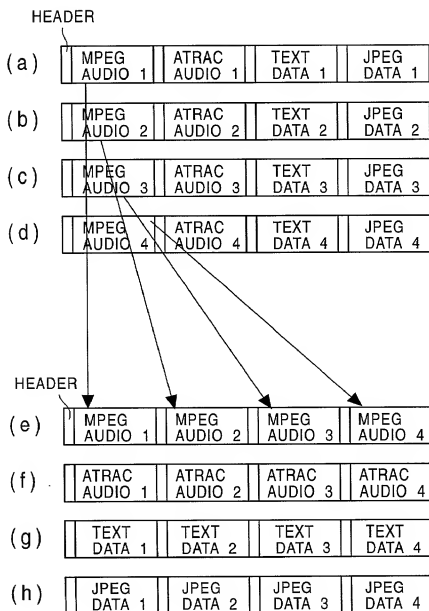 HEADER
(a) MPEG AUDIO 1 ATRAC AUDIO 1 TEXT DATA 1 JPEG DATA 1
(b) MPEG AUDIO 2 ATRAC AUDIO 2 TEXT DATA 2 JPEG DATA 2
(c) MPEG AUDIO 3 ATRAC AUDIO 3 TEXT DATA 3 JPEG DATA 3
(d) MPEG AUDIO 4 ATRAC AUDIO 4 TEXT DATA 4 JPEG DATA 4
HEADER
(e) MPEG AUDIO 1 MPEG AUDIO 2 MPEG AUDIO 3 MPEG AUDIO 4
(f) ATRAC AUDIO 1 ATRAC AUDIO 2 ATRAC AUDIO 3 ATRAC AUDIO 4
(g) TEXT DATA 1 TEXT DATA 2 TEXT DATA 3 TEXT DATA 4
(h) JPEG DATA 1 JPEG DATA 2 JPEG DATA 3 JPEG DATA 4